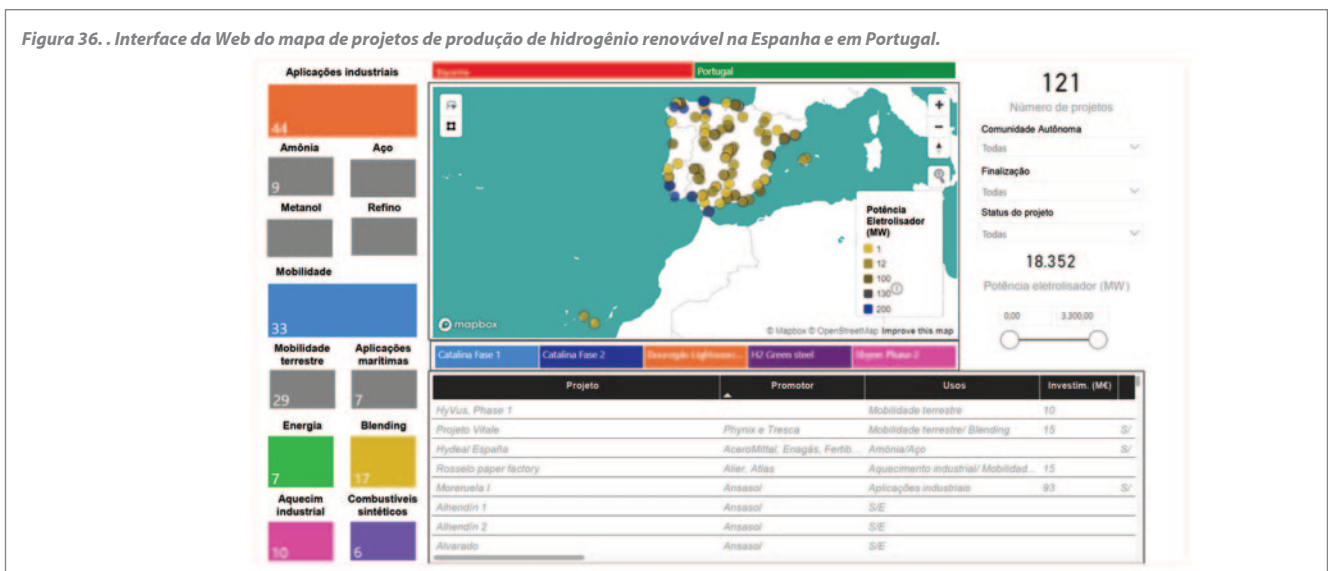 Figura 36. . Interface da Web do mapa de projetos de produção de hidrogênio renovável na Espanha e em Portugal.
Aplicações industriais
44
Amônia
Aço
9
Metanol
Refino
Mobilidade
33
Mobilidade terrestre
Aplicações marítimas
29
7
Energia
Blending
7
17
Aquecim industrial
Combustíveis sintéticos
10
6
Espanha
Portugal
Potência
Eletrolisador
(MW)
1
12
100
130
200
mapbox
© Mapbox © OpenStreetMap Improve this map
Catalina Fase 1
Catalina Fase 2
H2 Green steel
Projeto
Promotor
Usos
Investim. (M€)
HyVus, Phase 1 Mobilidade terrestre 10
Projeto Vitale Phynix e Tresca Mobilidade terrestre/ Blending 15 S/
Hydeal España AceroMittal, Enagás, Fertib... Amônia/Aço S/
Rosselo paper factory Alier, Atlas Aquecimento industrial/ Mobilidad... 15
Moreruela I Ansasol Aplicações industriais 93 S/
Alhendín 1 Ansasol S/E
Alhendín 2 Ansasol S/E
Alvarado Ansasol S/E
121
Número de projetos
Comunidade Autônoma
Todas
Finalização
Todas
Status do projeto
Todas
18.352
Potência eletrolisador (MW)
0,00
3.300,00